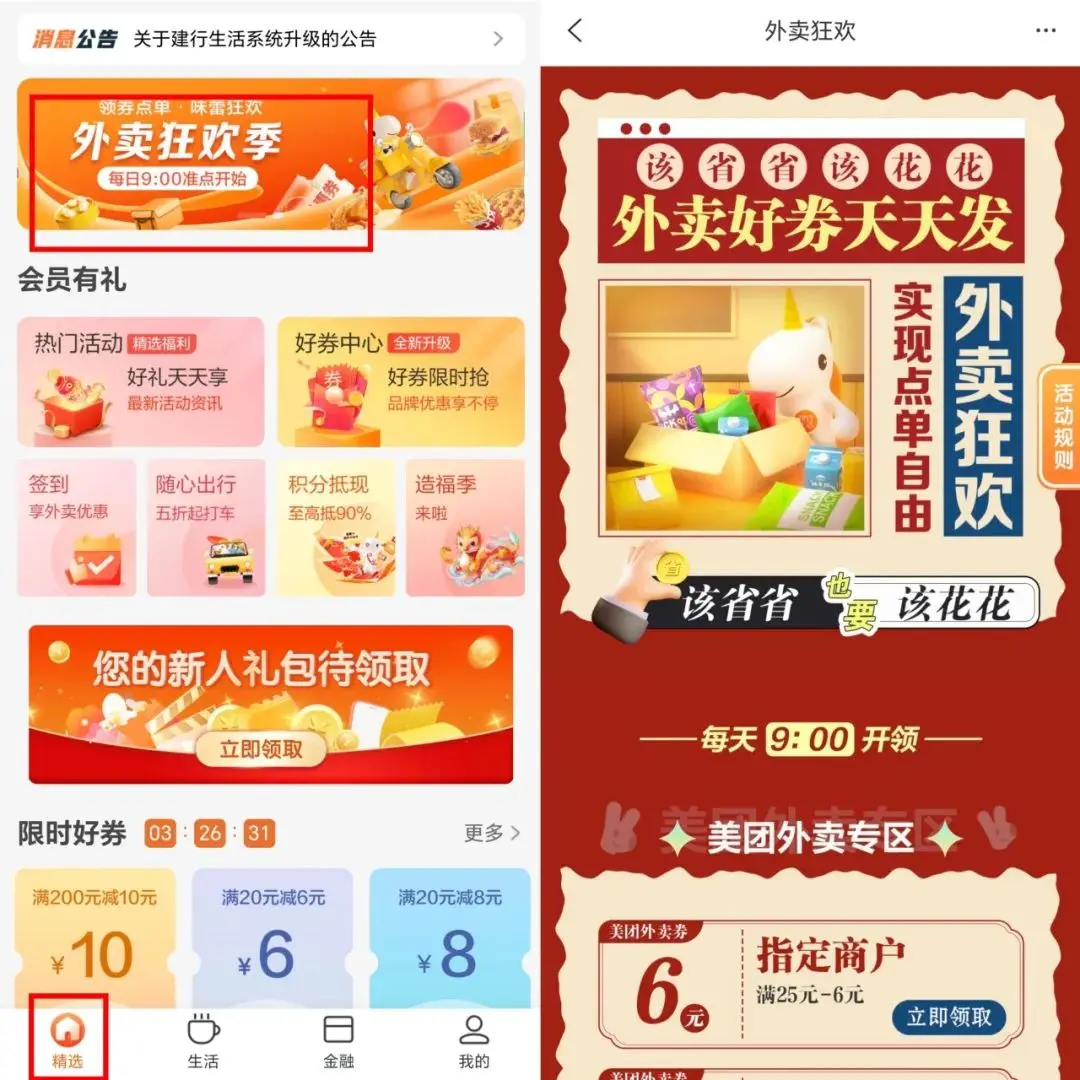 消息公告 关于建行生活系统升级的公告
领券点单·味蕾狂欢
外卖狂欢季
每日9:00准点开始
会员有礼
热门活动 精选福利
好礼天天享
最新活动资讯
好券中心 全新升级
券
好券限时抢
品牌优惠享不停
签到
享外卖优惠
随心出行
五折起打车
积分抵现
至高抵90%
造福季
来啦
您的新人礼包待领取
立即领取
限时好券 03:26:31 更多
满200元减10元
¥10
满20元减6元
¥6
满20元减8元
¥8
精选
生活
金融
我的
外卖狂欢
该省省该花花
外卖好券天天发
外卖狂欢
实现点单自由
活动规则
省
该省省也要该花花
每天9:00开领
美团外卖专区
美团外卖券
6元
指定商户
满25元-6元
立即领取
美团外卖券